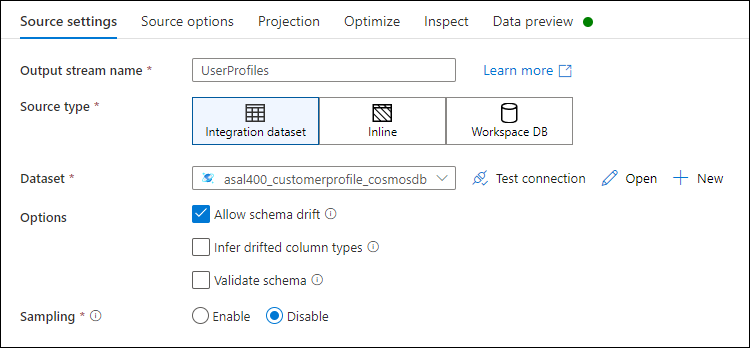 Source settings Source options Projection Optimize Inspect Data preview
Output stream name * UserProfiles Learn more
Source type * Integration dataset Inline Workspace DB
Dataset * asal400_customerprofile_cosmosdb Test connection Open New
Options Allow schema drift
Infer drifted column types
Validate schema
Sampling * Enable Disable